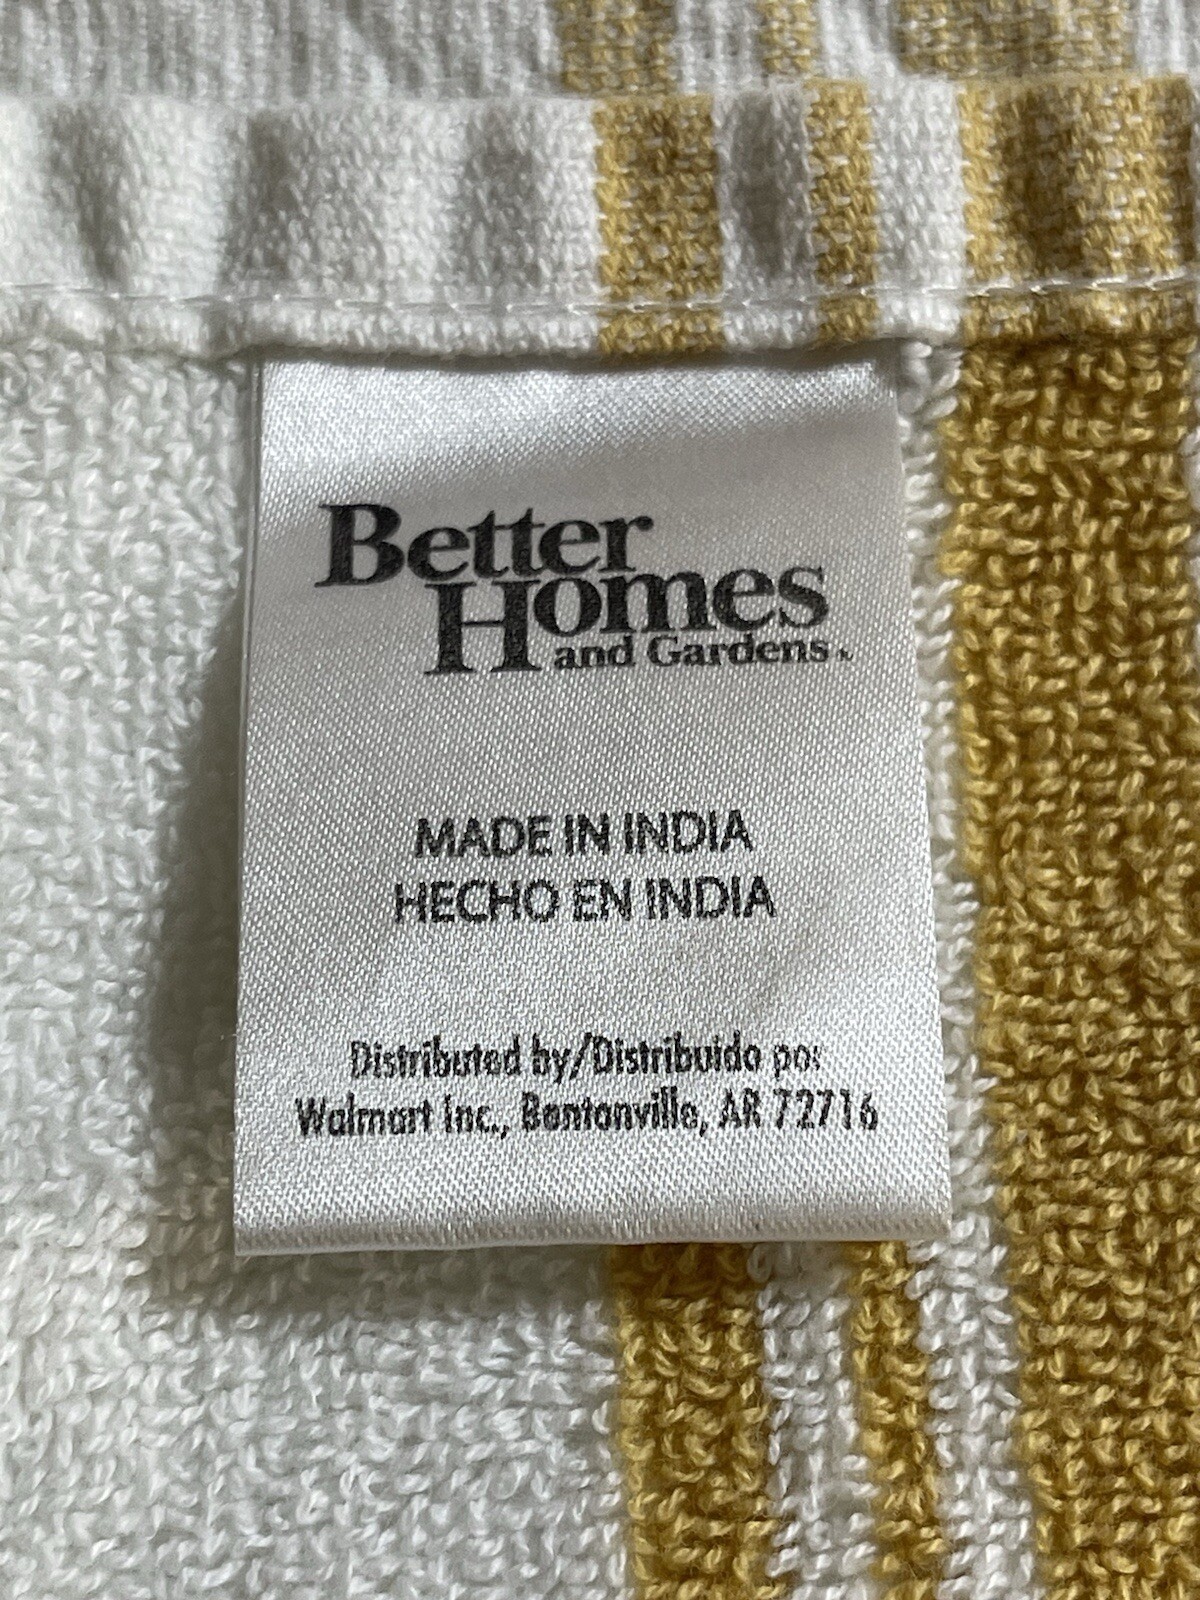 Better
Homes
and Gardens
MADE IN INDIA
HECHO EN INDIA
Distributed by/Distribuido por
Walmart Inc., Bentonville, AR 72716